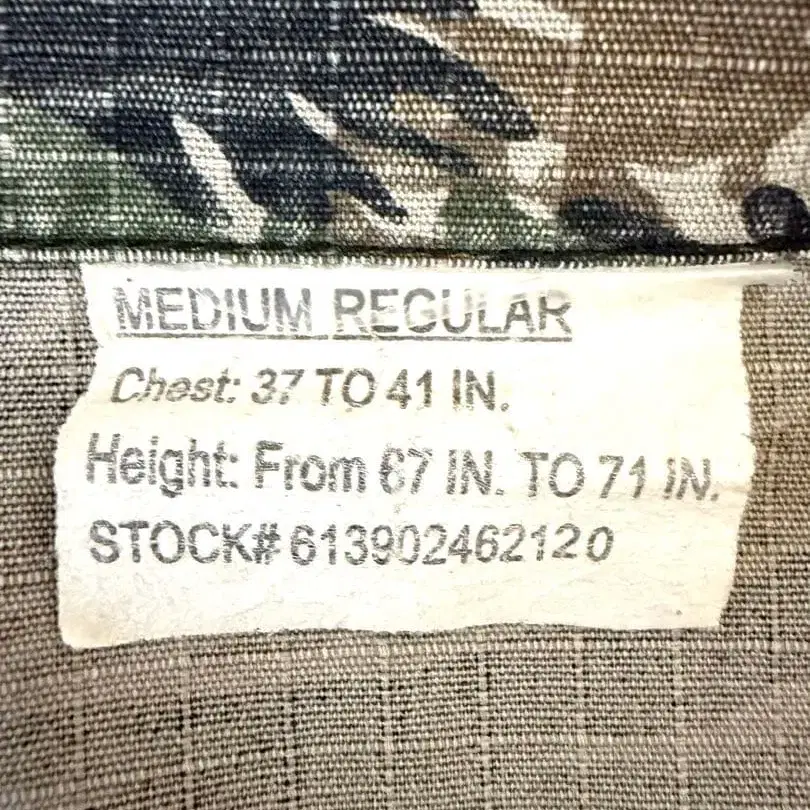 MEDIUM REGULAR
Chest: 37 TO 41 IN.
Height: From 67 IN. TO 71 IN.
STOCK# 613902462120